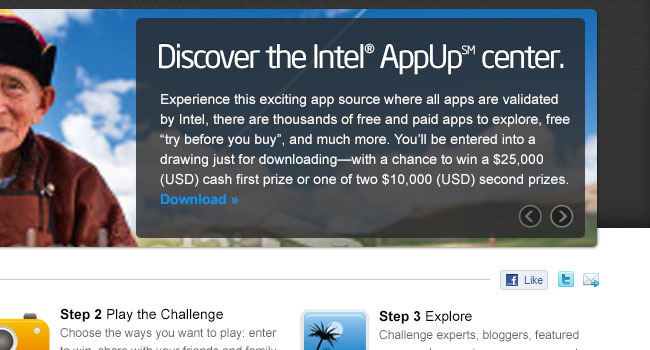 Discover the Intel® AppUp℠ center.
Experience this exciting app source where all apps are validated
by Intel, there are thousands of free and paid apps to explore, free
“try before you buy”, and much more. You’ll be entered into a
drawing just for downloading—with a chance to win a $25,000
(USD) cash first prize or one of two $10,000 (USD) second prizes.
Download »
Like
Step 2 Play the Challenge
Choose the ways you want to play: enter
to win, share with your friends and family
Step 3 Explore
Challenge experts, bloggers, featured